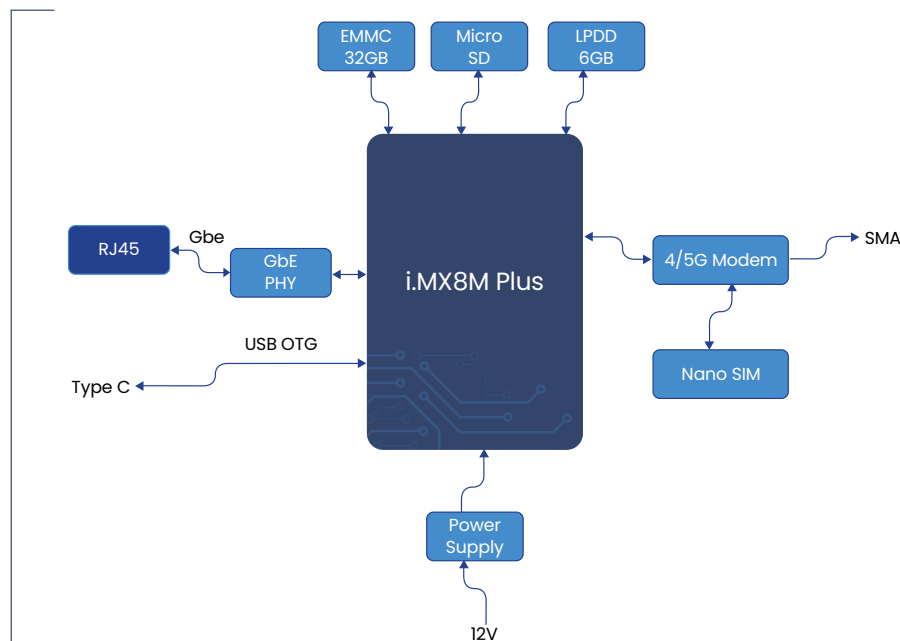 EMMC
32GB
Micro
SD
LPDD
6GB
RJ45
Gbe
GbE
PHY
i.MX8M Plus
4/5G Modem
SMA
USB OTG
Type C
Nano SIM
Power
Supply
12V